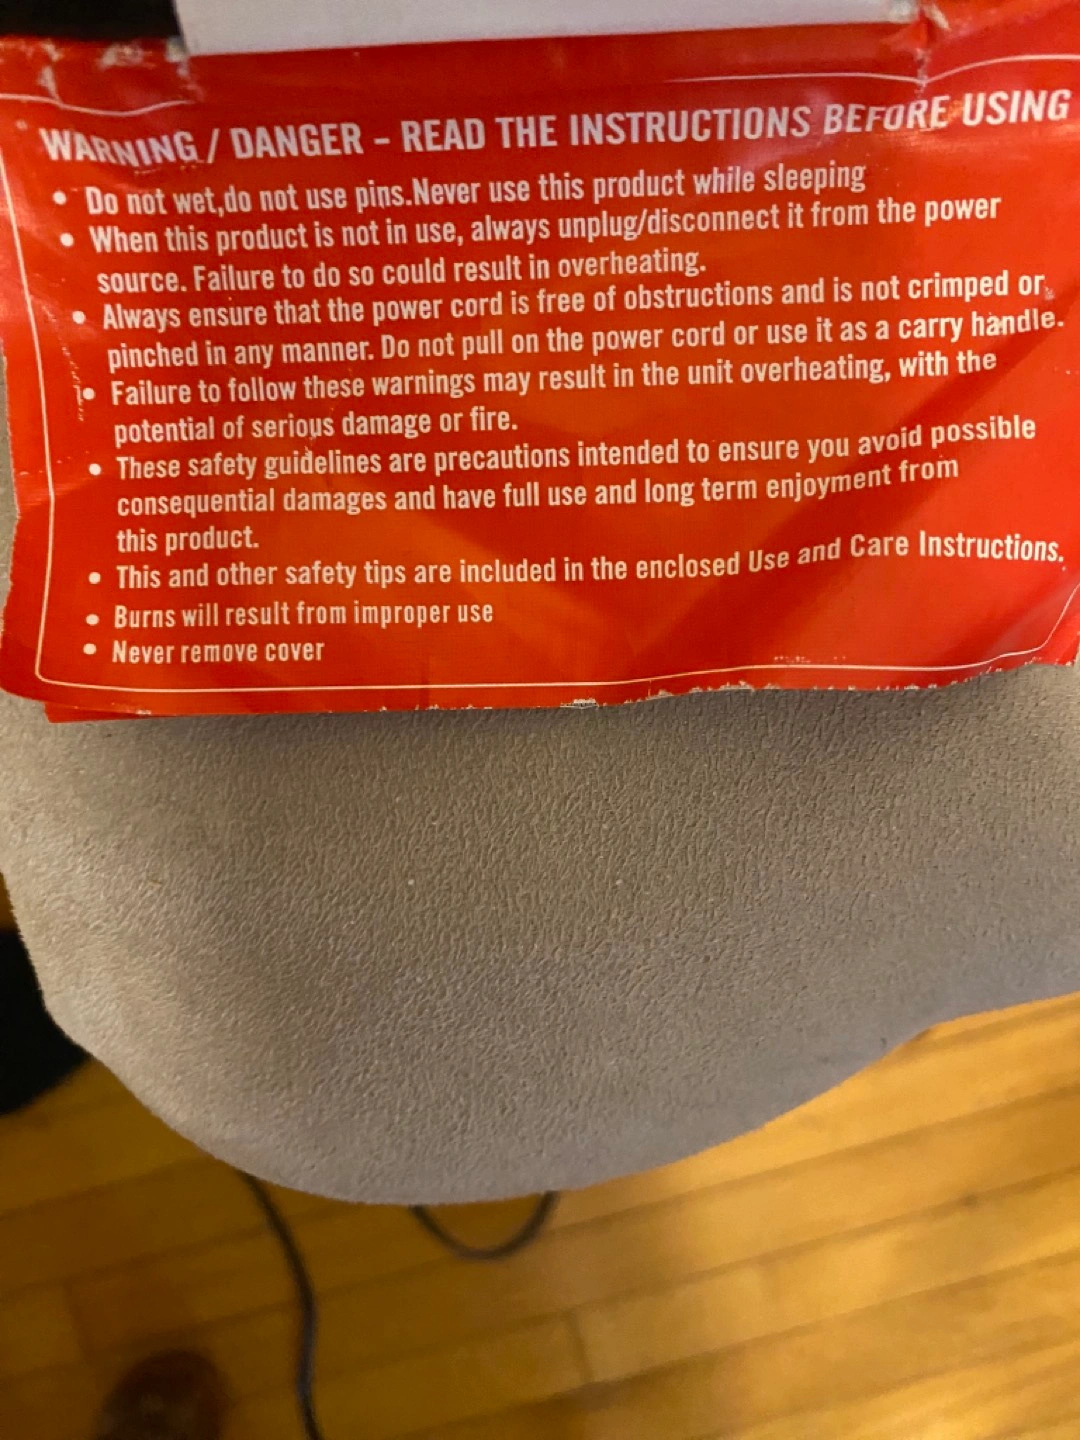 WARNING / DANGER – READ THE INSTRUCTIONS BEFORE USING
• Do not wet,do not use pins.Never use this product while sleeping
• When this product is not in use, always unplug/disconnect it from the power
source. Failure to do so could result in overheating.
• Always ensure that the power cord is free of obstructions and is not crimped or
pinched in any manner. Do not pull on the power cord or use it as a carry handle.
• Failure to follow these warnings may result in the unit overheating, with the
potential of serious damage or fire.
• These safety guidelines are precautions intended to ensure you avoid possible
consequential damages and have full use and long term enjoyment from
this product.
• This and other safety tips are included in the enclosed Use and Care Instructions.
• Burns will result from improper use
• Never remove cover